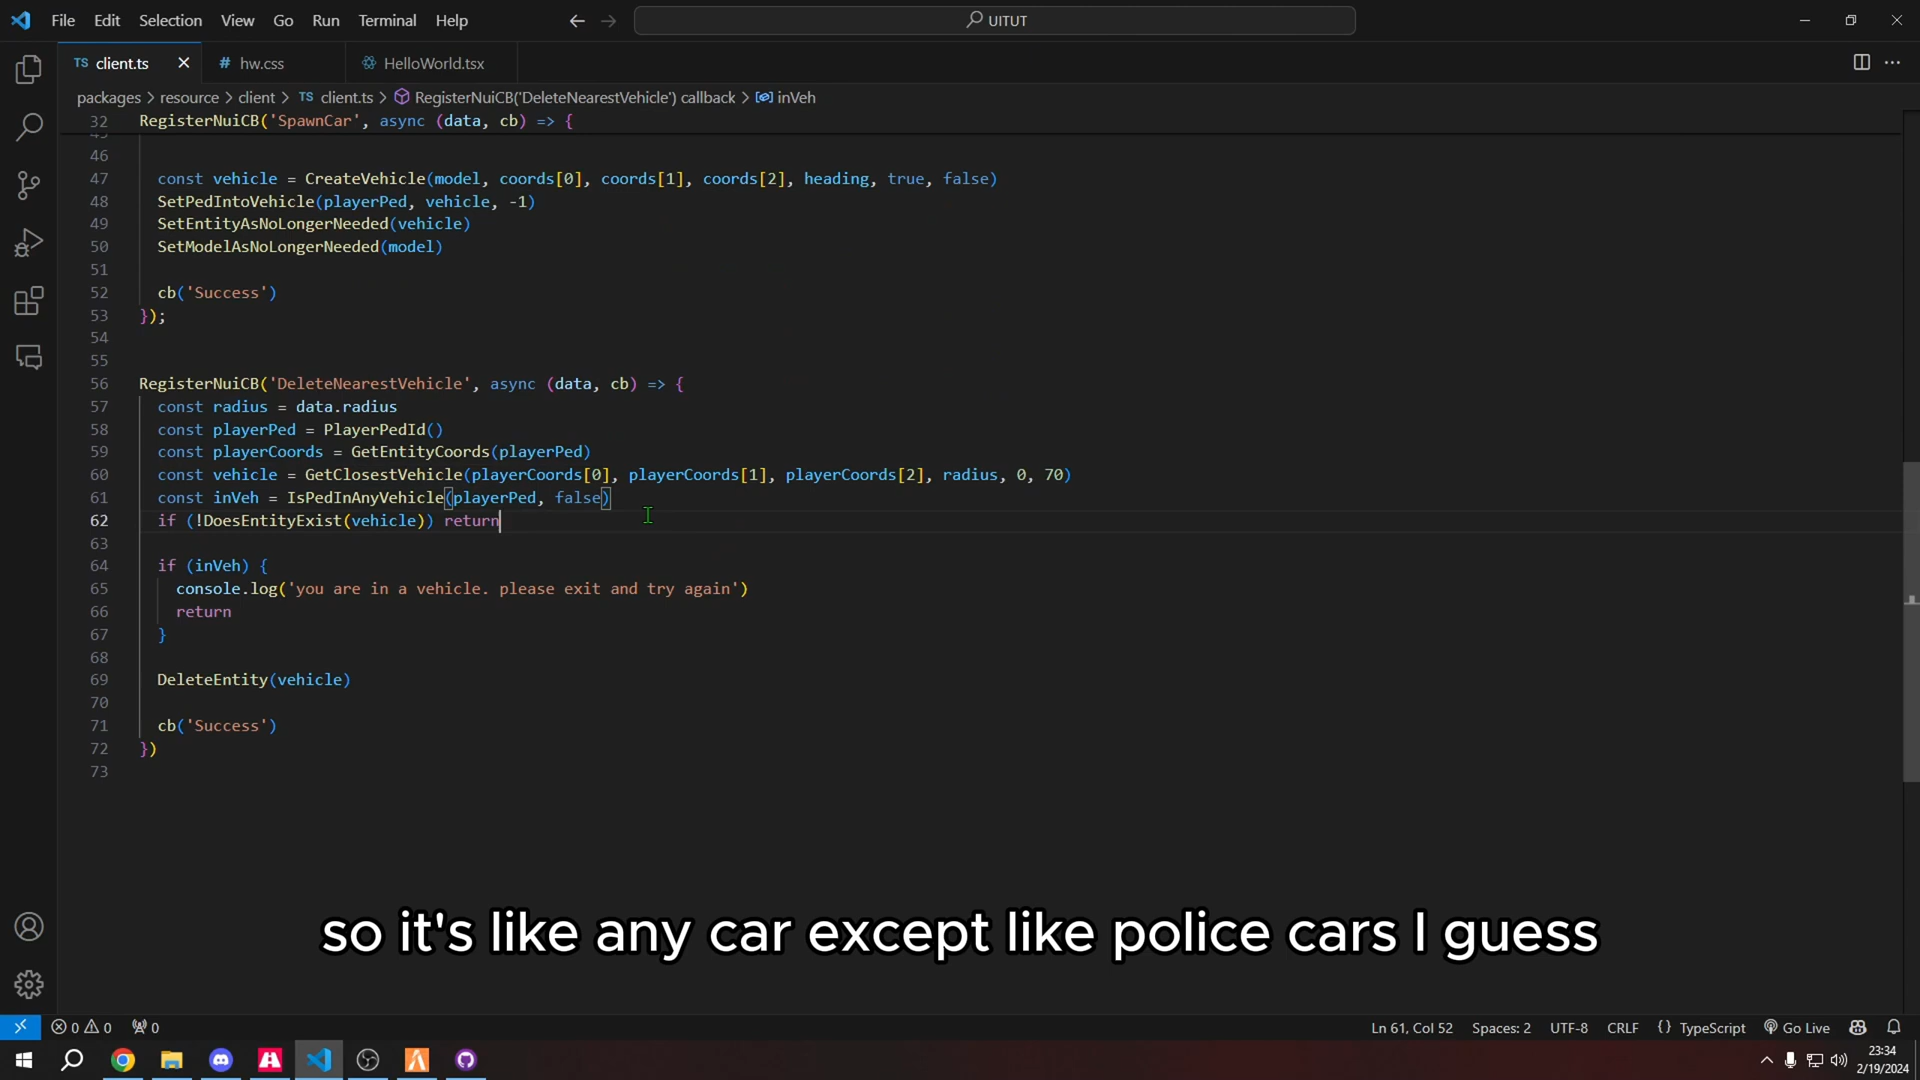 File Edit Selection View Go Run Terminal Help
UITUT
TS client.ts
# hw.css
HelloWorld.tsx
packages > resource > client > TS client.ts > RegisterNuiCB('DeleteNearestVehicle') callback > inVeh
32 RegisterNuiCB('SpawnCar', async (data, cb) => {
46
47 const vehicle = CreateVehicle(model, coords[0], coords[1], coords[2], heading, true, false)
48 SetPedIntoVehicle(playerPed, vehicle, -1)
49 SetEntityAsNoLongerNeeded(vehicle)
50 SetModelAsNoLongerNeeded(model)
51
52 cb('Success')
53 });
54
55
56 RegisterNuiCB('DeleteNearestVehicle', async (data, cb) => {
57 const radius = data.radius
58 const playerPed = PlayerPedId()
59 const playerCoords = GetEntityCoords(playerPed)
60 const vehicle = GetClosestVehicle(playerCoords[0], playerCoords[1], playerCoords[2], radius, 0, 70)
61 const inVeh = IsPedInAnyVehicle(playerPed, false)
62 if (!DoesEntityExist(vehicle)) return
63
64 if (inVeh) {
65 console.log('you are in a vehicle. please exit and try again')
66 return
67 }
68
69 DeleteEntity(vehicle)
70
71 cb('Success')
72 })
73
so it's like any car except like police cars I guess
0 0 0
Ln 61, Col 52 Spaces: 2 UTF-8 CRLF {} TypeScript Go Live
23:34
2/19/2024